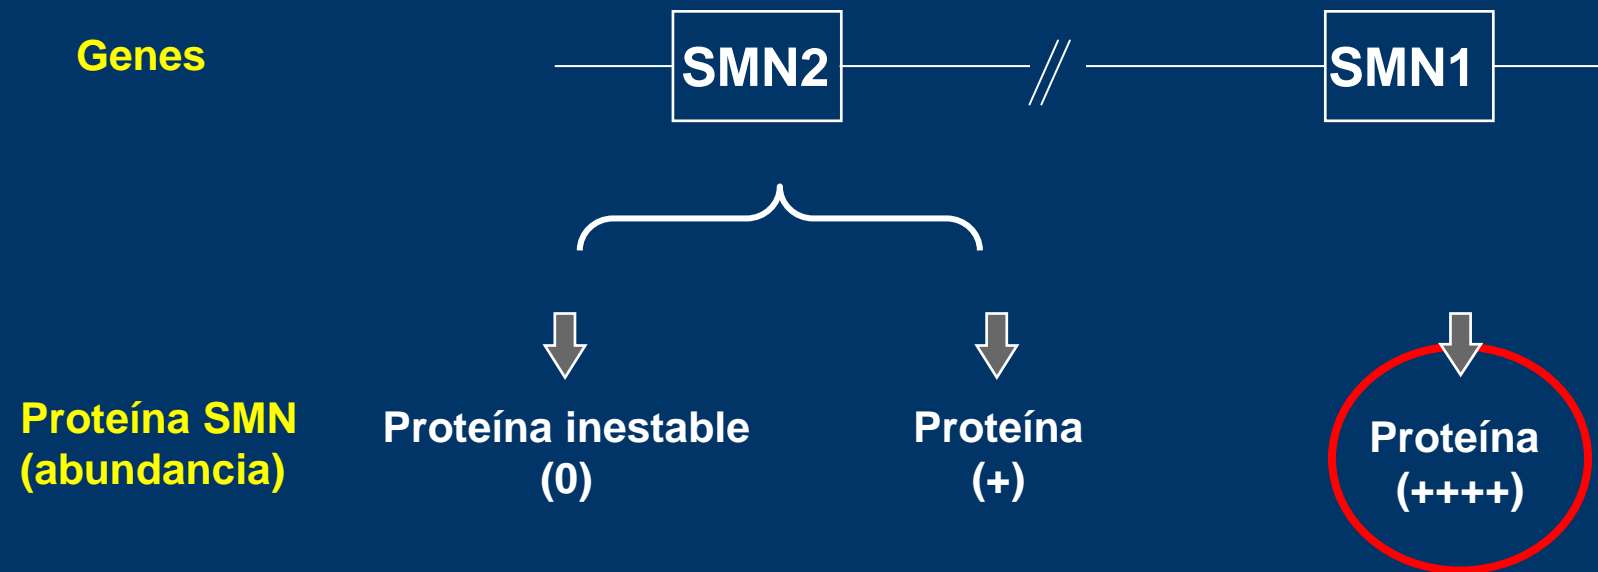 Genes
SMN2
SMN1
Proteína SMN
(abundancia)
Proteína inestable
(0)
Proteína
(+)
Proteína
(++++)